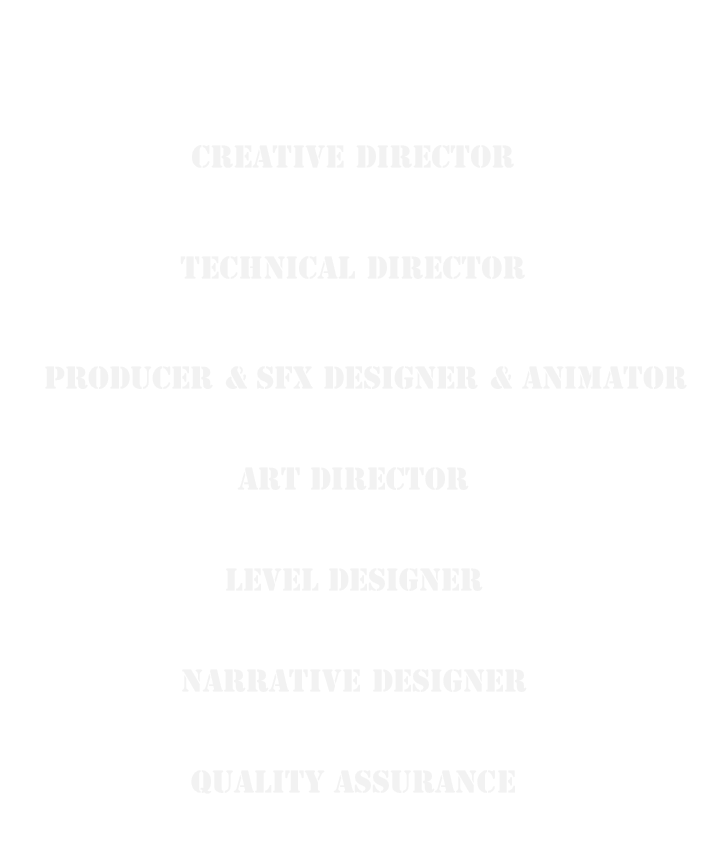 CREATIVE DIRECTOR
TECHNICAL DIRECTOR
PRODUCER & SFX DESIGNER & ANIMATOR
ART DIRECTOR
LEVEL DESIGNER
NARRATIVE DESIGNER
QUALITY ASSURANCE